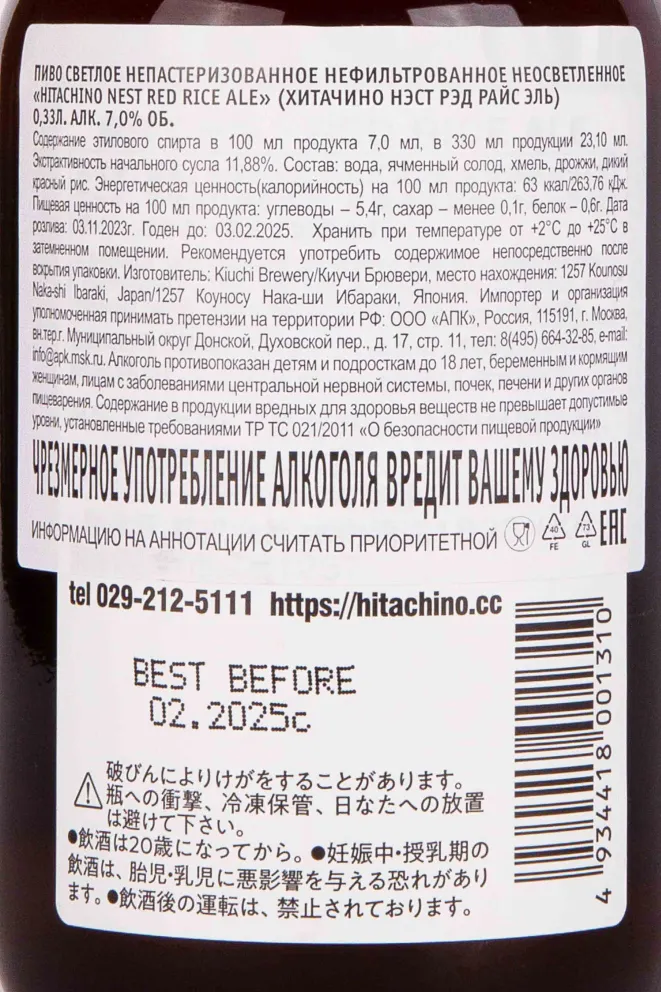 ПИВО СВЕТЛОЕ НЕПАСТЕРИЗОВАННОЕ НЕФИЛЬТРОВАННОЕ НЕОСВЕТЛЕННОЕ
«HITACHINO NEST RED RICE ALE» (ХИТАЧИНО НЭСТ РЭД РАЙС ЭЛЬ)
0,33Л. АЛК. 7,0% ОБ.
Содержание этилового спирта в 100 мл продукта 7,0 мл, в 330 мл продукции 23,10 мл.
Экстрактивность начального сусла 11,88%. Состав: вода, ячменный солод, хмель, дрожжи, дикий
красный рис. Энергетическая ценность(калорийность) на 100 мл продукта: 63 ккал/263,76 кДж.
Пищевая ценность на 100 мл продукта: углеводы – 5,4г, сахар – менее 0,1г, белок – 0,6г. Дата
розлива: 03.11.2023г. Годен до: 03.02.2025. Хранить при температуре от +2°С до +25°С в
затемненном помещении. Рекомендуется употребить содержимое непосредственно после
вскрытия упаковки. Изготовитель: Kiuchi Brewery/Киучи Брювери, место нахождения: 1257 Kounosu
Naka-shi Ibaraki, Japan/1257 Коуносу Нака-ши Ибараки, Япония. Импортер и организация
уполномоченная принимать претензии на территории РФ: ООО «АПК», Россия, 115191, г. Москва,
вн.тер.г. Муниципальный округ Донской, Духовской пер., д. 17, стр. 11, тел: 8(495) 664-32-85, e-mail:
info@apk.msk.ru. Алкоголь противопоказан детям и подросткам до 18 лет, беременным и кормящим
женщинам, лицам с заболеваниями центральной нервной системы, почек, печени и других органов
пищеварения. Содержание в продукции вредных для здоровья веществ не превышает допустимые
уровни, установленные требованиями ТР ТС 021/2011 «О безопасности пищевой продукции»
ЧРЕЗМЕРНОЕ УПОТРЕБЛЕНИЕ АЛКОГОЛЯ ВРЕДИТ ВАШЕМУ ЗДОРОВЬЮ
ИНФОРМАЦИЮ НА АННОТАЦИИ СЧИТАТЬ ПРИОРИТЕТНОЙ 40 FE 73 GL EAC
tel 029-212-5111 https://hitachino.cc
BEST BEFORE
02.2025c
破びんによりけがをすることがあります。
瓶への衝撃、冷凍保管、日なたへの放置
は避けて下さい。
●飲酒は20歳になってから。●妊娠中・授乳期の
飲酒は、胎児・乳児に悪影響を与える恐れがあり
ます。●飲酒後の運転は、禁止されております。
4 934418 001310